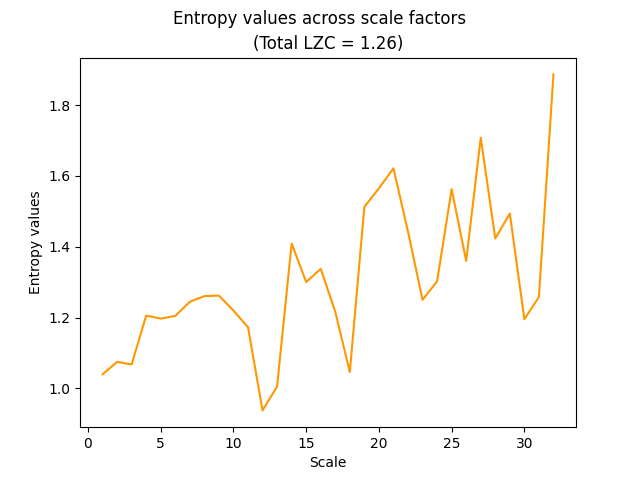 Entropy values across scale factors
(Total LZC = 1.26)
Entropy values
1.8
1.6
1.4
1.2
1.0
0 5 10 15 20 25 30
Scale